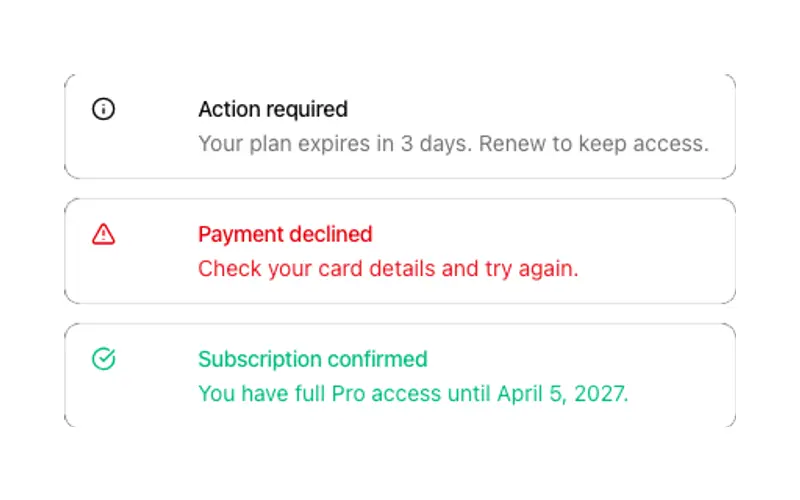 Action required
Your plan expires in 3 days. Renew to keep access.
Payment declined
Check your card details and try again.
Subscription confirmed
You have full Pro access until April 5, 2027.